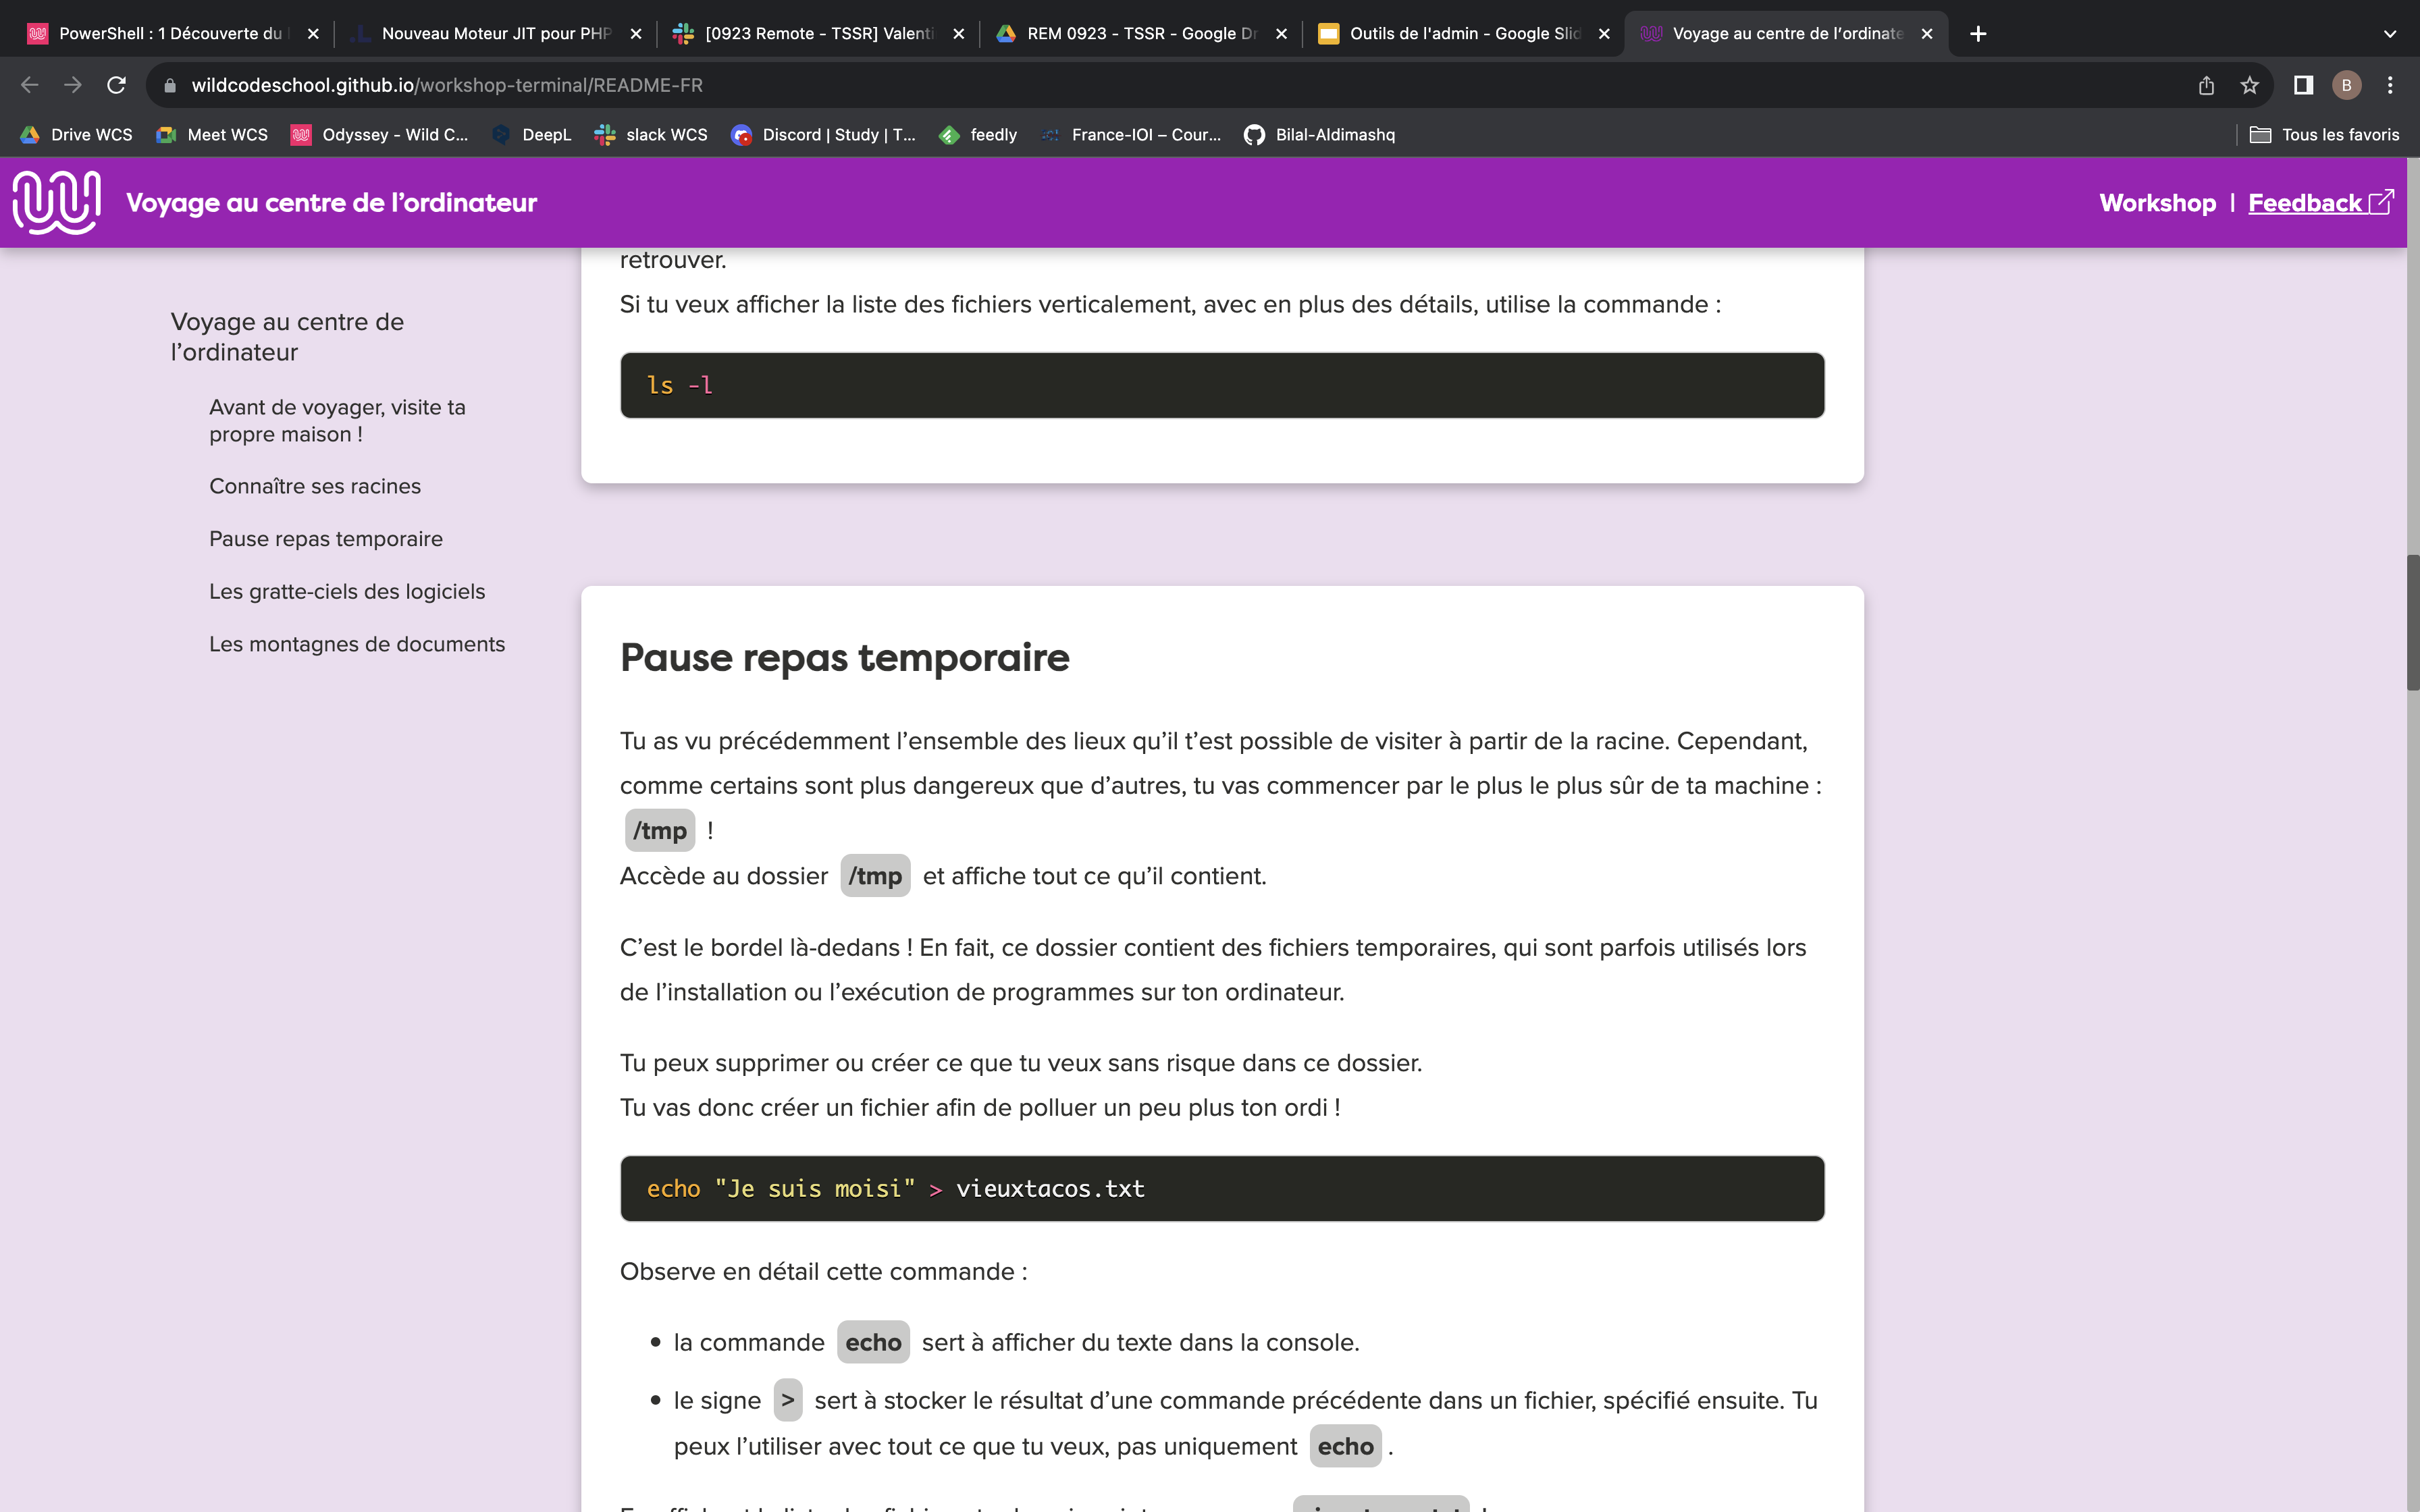 PowerShell : 1 Découverte du
Nouveau Moteur JIT pour PHP
[0923 Remote - TSSR] Valenti
REM 0923 - TSSR - Google Dr
Outils de l'admin - Google Slid
Voyage au centre de l’ordinate
wildcodeschool.github.io/workshop-terminal/README-FR
B
Drive WCS
Meet WCS
Odyssey - Wild C...
DeepL
slack WCS
Discord | Study | T...
feedly
France-IOI – Cour...
Bilal-Aldimashq
Tous les favoris
Voyage au centre de l’ordinateur
Workshop | Feedback
Voyage au centre de
l’ordinateur
Avant de voyager, visite ta
propre maison !
Connaître ses racines
Pause repas temporaire
Les gratte-ciels des logiciels
Les montagnes de documents
retrouver.
Si tu veux afficher la liste des fichiers verticalement, avec en plus des détails, utilise la commande :
ls -l
Pause repas temporaire
Tu as vu précédemment l’ensemble des lieux qu’il t’est possible de visiter à partir de la racine. Cependant,
comme certains sont plus dangereux que d’autres, tu vas commencer par le plus le plus sûr de ta machine :
/tmp !
Accède au dossier /tmp et affiche tout ce qu’il contient.
C’est le bordel là-dedans ! En fait, ce dossier contient des fichiers temporaires, qui sont parfois utilisés lors
de l’installation ou l’exécution de programmes sur ton ordinateur.
Tu peux supprimer ou créer ce que tu veux sans risque dans ce dossier.
Tu vas donc créer un fichier afin de polluer un peu plus ton ordi !
echo "Je suis moisi" > vieuxtacos.txt
Observe en détail cette commande :
la commande echo sert à afficher du texte dans la console.
le signe > sert à stocker le résultat d’une commande précédente dans un fichier, spécifié ensuite. Tu
peux l’utiliser avec tout ce que tu veux, pas uniquement echo .